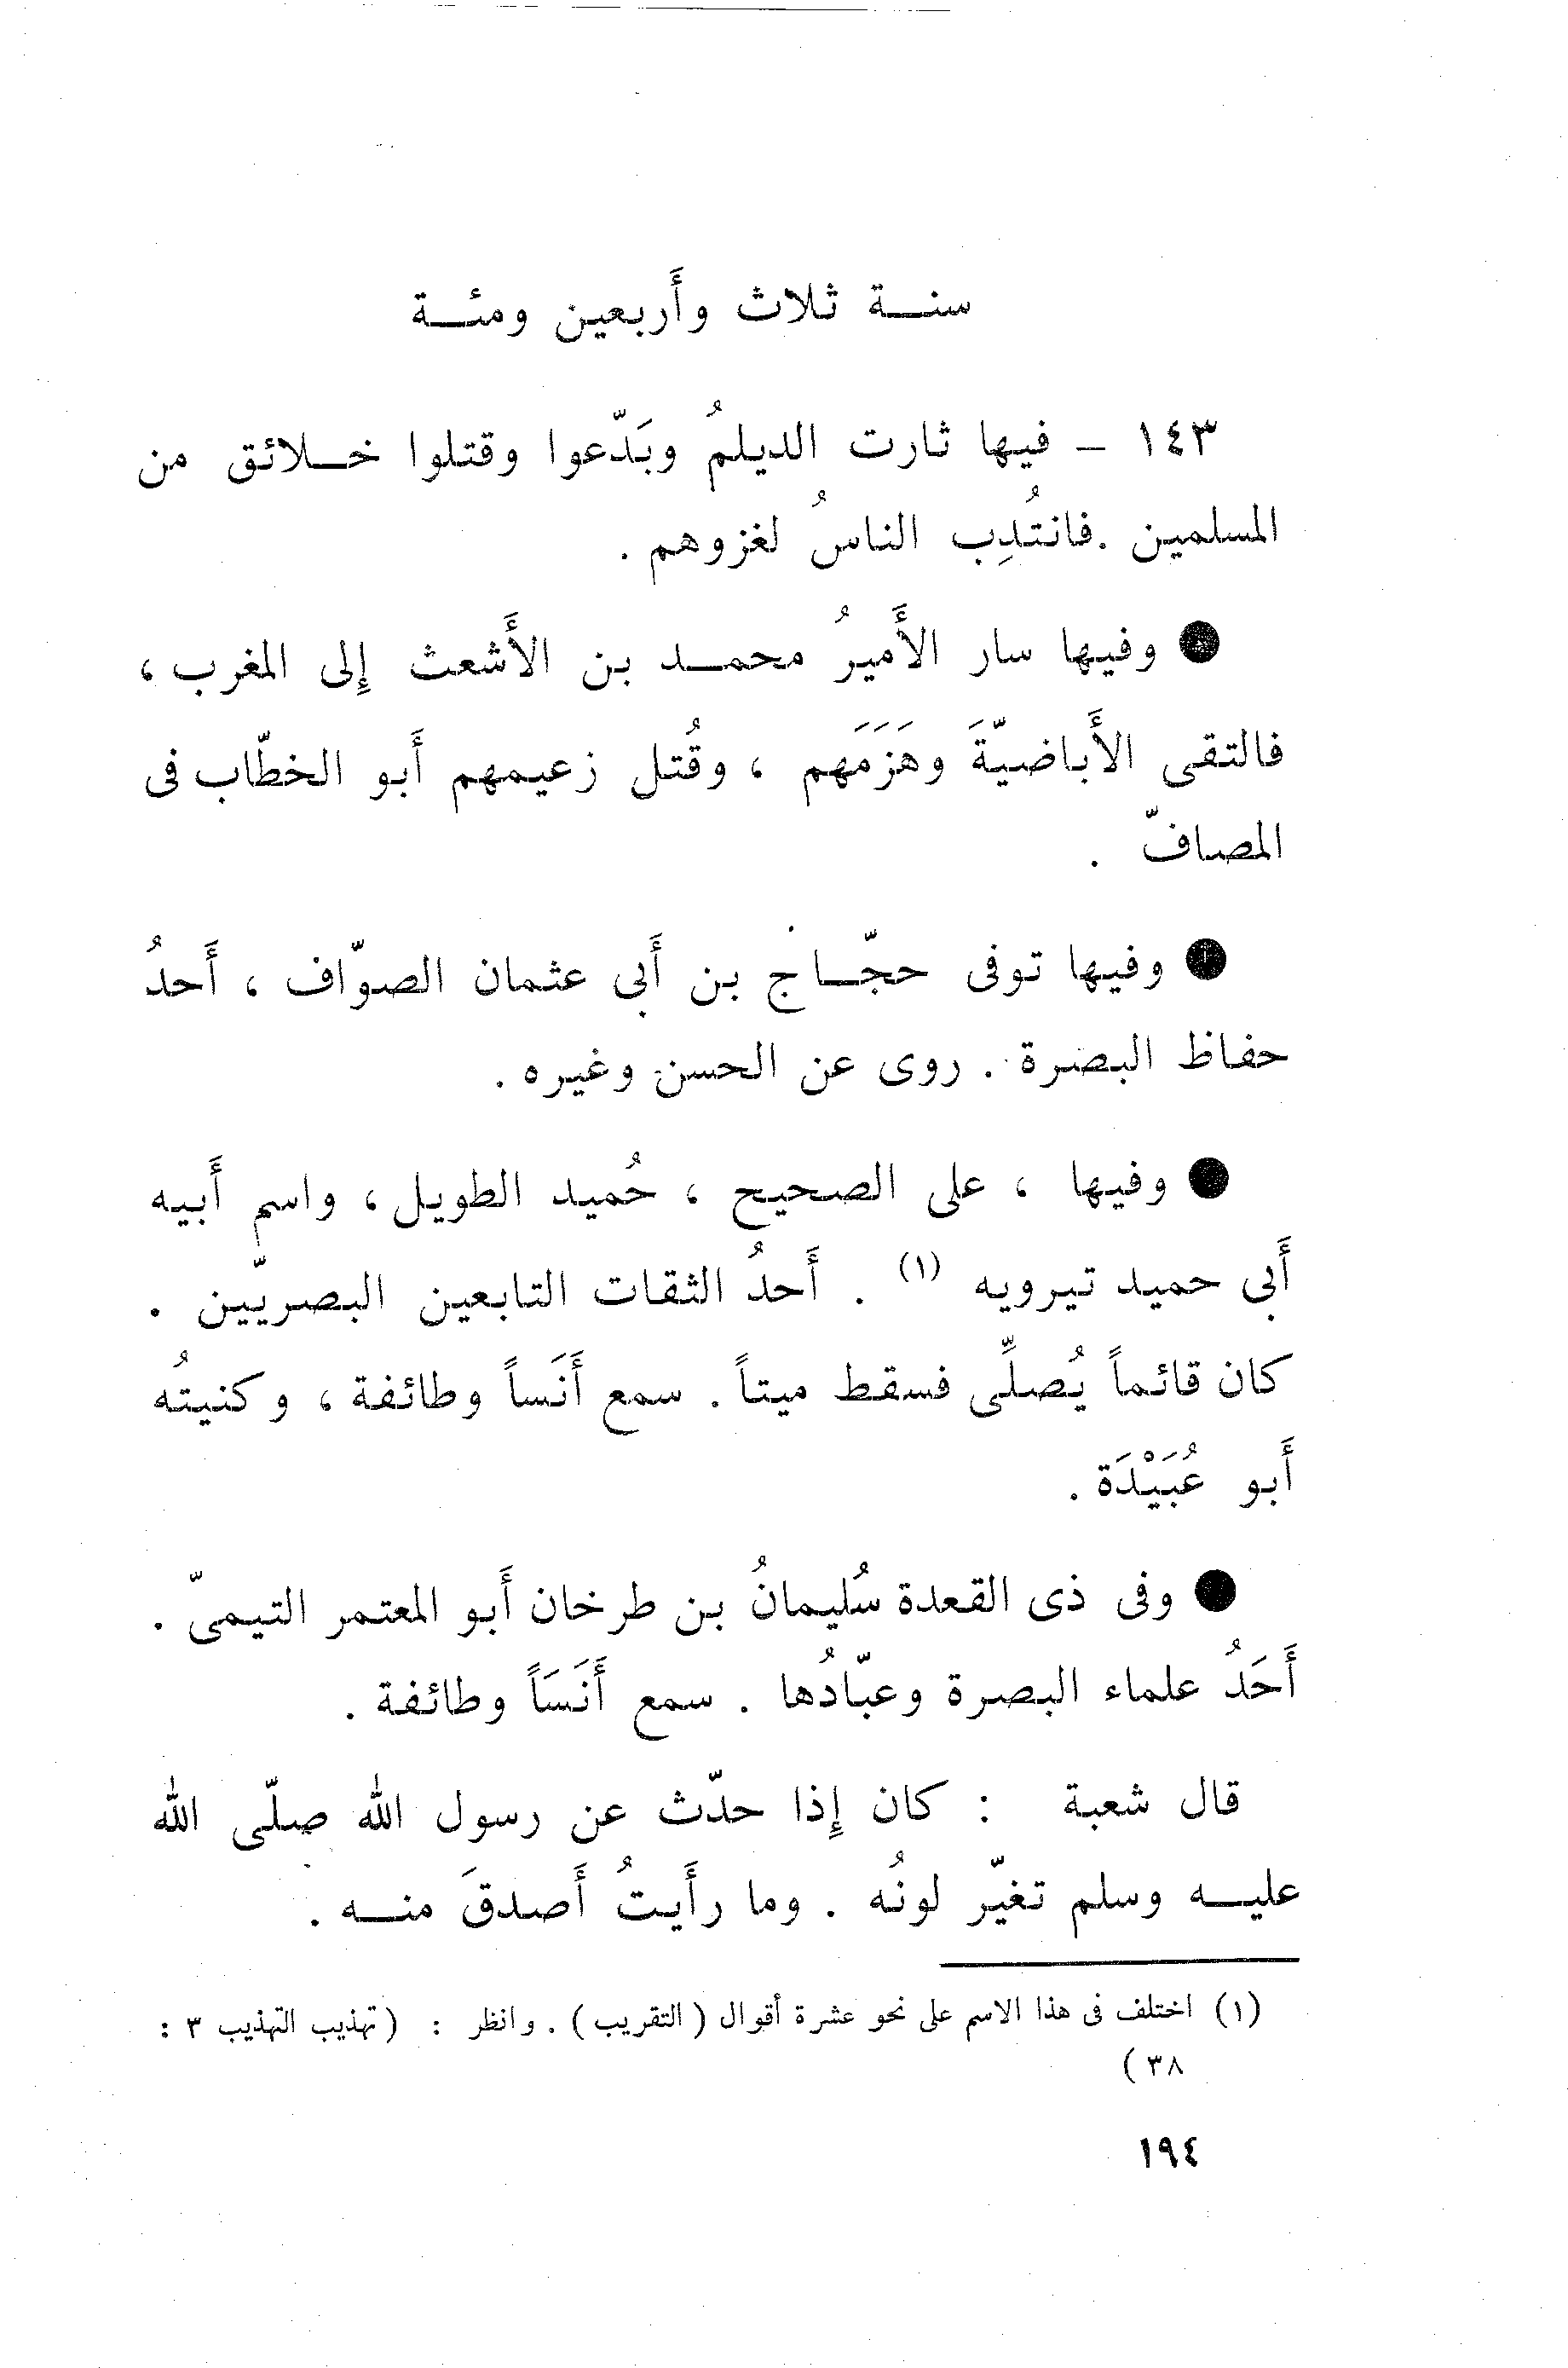 سنة ثلاث وأَربعين ومئة
١٤٣ – فيها ثارت الديلمُ وبَدّعوا وقتلوا خلائق من
المسلمين .فانتُدِب الناسُ لغزوهم .
● وفيها سار الأَميرُ محمد بن الأَشعث إِلى المغرب ،
فالتقى الأَباضيّةَ وهَزَمَهم ، وقُتل زعيمهم أَبو الخطّاب فى
المصافّ .
● وفيها توفى حجّاج بن أَبى عثمان الصوّاف ، أَحدُ
حفاظ البصرة . روى عن الحسن وغيره .
● وفيها ، على الصحيح ، حُميد الطويل ، واسم أَبيه
أَبى حميد تيرويه (١) . أَحدُ الثقات التابعين البصريّين .
كان قائماً يُصلِّى فسقط ميتاً . سمع أَنَساً وطائفة ، وكنيتُه
أَبو عُبَيْدَة .
● وفى ذى القعدة سُليمانُ بن طرخان أَبو المعتمر التيمىّ .
أَحَدُ علماء البصرة وعبّادُها . سمع أَنَسَاً وطائفة .
قال شعبة : كان إِذا حدّث عن رسول الله صلّى الله
عليه وسلم تغيّر لونُه . وما رأَيتُ أَصدقَ منه .
(١) اختلف فى هذا الاسم على نحو عشرة أقوال ( التقريب ) . وانظر : ( تهذيب التهذيب ٣ :
٣٨ )
١٩٤